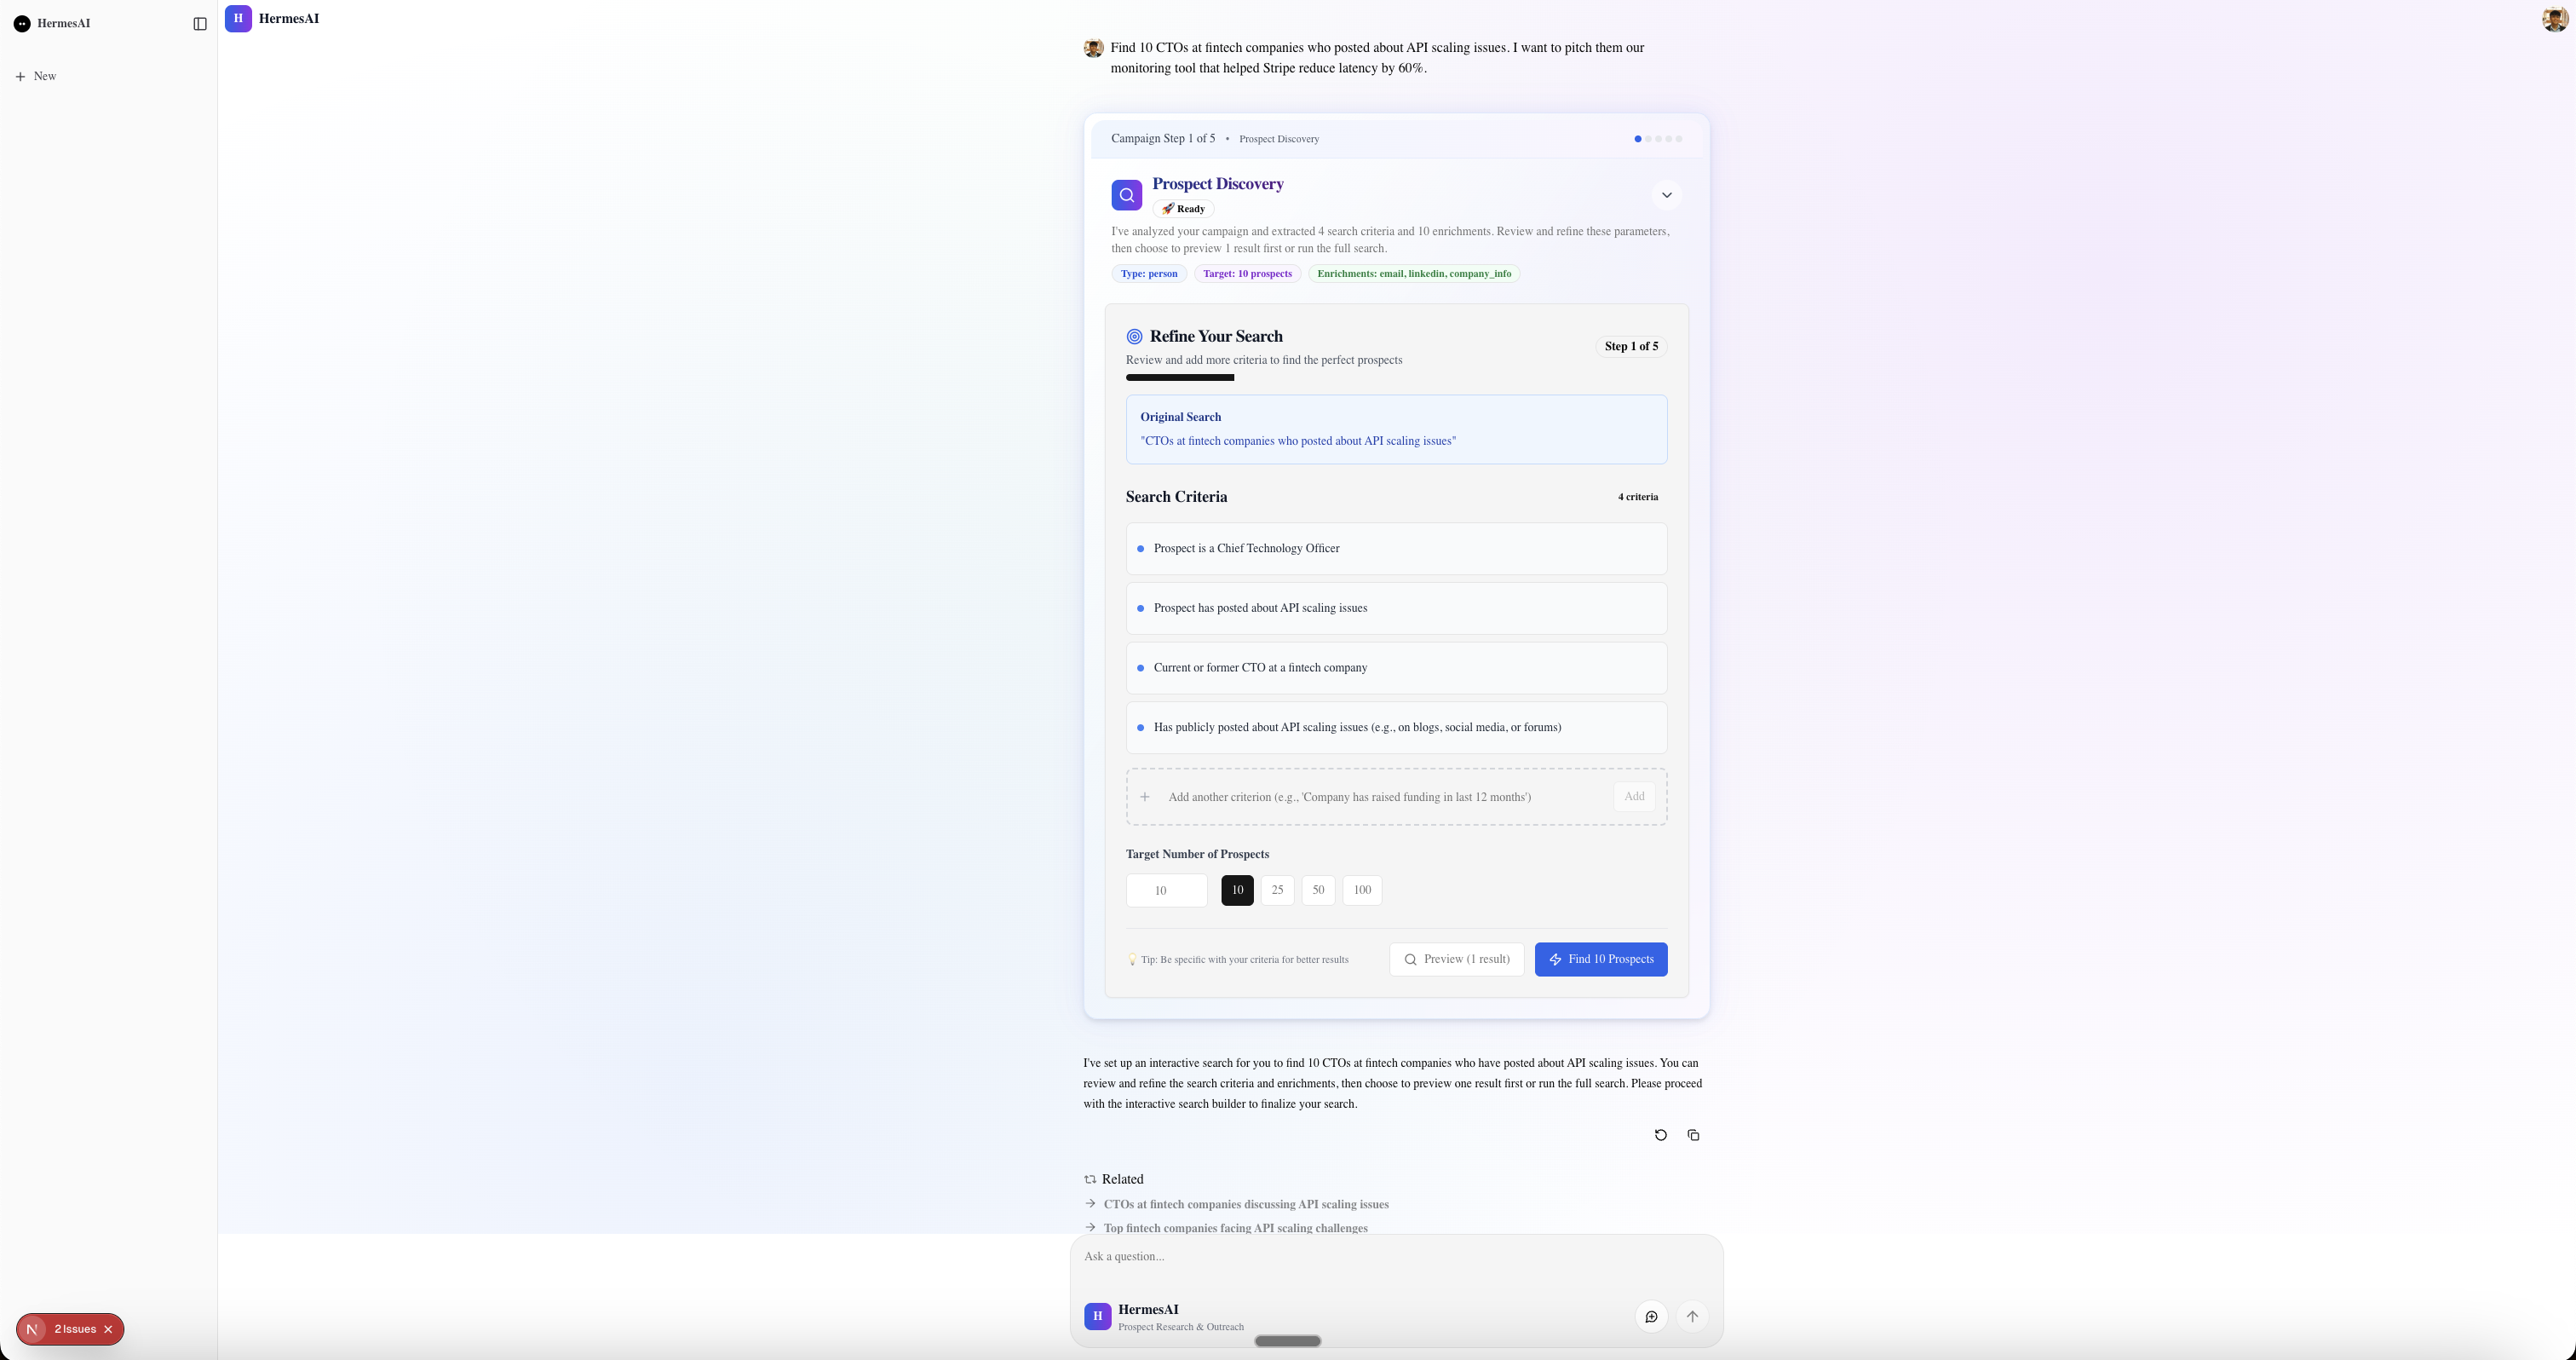 HermesAI
New
H HermesAI
Find 10 CTOs at fintech companies who posted about API scaling issues. I want to pitch them our
monitoring tool that helped Stripe reduce latency by 60%.
Campaign Step 1 of 5 • Prospect Discovery
Prospect Discovery
🚀 Ready
I've analyzed your campaign and extracted 4 search criteria and 10 enrichments. Review and refine these parameters,
then choose to preview 1 result first or run the full search.
Type: person Target: 10 prospects Enrichments: email, linkedin, company_info
Refine Your Search
Step 1 of 5
Review and add more criteria to find the perfect prospects
Original Search
"CTOs at fintech companies who posted about API scaling issues"
Search Criteria 4 criteria
Prospect is a Chief Technology Officer
Prospect has posted about API scaling issues
Current or former CTO at a fintech company
Has publicly posted about API scaling issues (e.g., on blogs, social media, or forums)
Add another criterion (e.g., 'Company has raised funding in last 12 months') Add
Target Number of Prospects
10 10 25 50 100
💡 Tip: Be specific with your criteria for better results Preview (1 result) Find 10 Prospects
I've set up an interactive search for you to find 10 CTOs at fintech companies who have posted about API scaling issues. You can
review and refine the search criteria and enrichments, then choose to preview one result first or run the full search. Please proceed
with the interactive search builder to finalize your search.
Related
CTOs at fintech companies discussing API scaling issues
Top fintech companies facing API scaling challenges
Ask a question...
H HermesAI
Prospect Research & Outreach
N 2 Issues